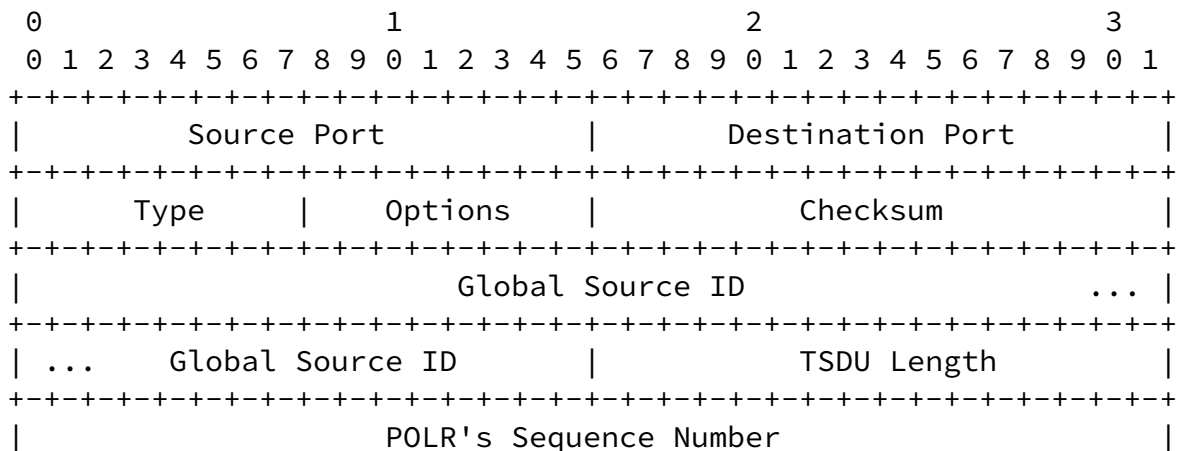 0                   1                   2                   3
 0 1 2 3 4 5 6 7 8 9 0 1 2 3 4 5 6 7 8 9 0 1 2 3 4 5 6 7 8 9 0 1
+-+-+-+-+-+-+-+-+-+-+-+-+-+-+-+-+-+-+-+-+-+-+-+-+-+-+-+-+-+-+-+-+
|         Source Port           |       Destination Port        |
+-+-+-+-+-+-+-+-+-+-+-+-+-+-+-+-+-+-+-+-+-+-+-+-+-+-+-+-+-+-+-+-+
|      Type     |    Options    |           Checksum            |
+-+-+-+-+-+-+-+-+-+-+-+-+-+-+-+-+-+-+-+-+-+-+-+-+-+-+-+-+-+-+-+-+
|                        Global Source ID                   ... |
+-+-+-+-+-+-+-+-+-+-+-+-+-+-+-+-+-+-+-+-+-+-+-+-+-+-+-+-+-+-+-+-+
| ...    Global Source ID       |           TSDU Length         |
+-+-+-+-+-+-+-+-+-+-+-+-+-+-+-+-+-+-+-+-+-+-+-+-+-+-+-+-+-+-+-+-+
|                    POLR's Sequence Number                     |